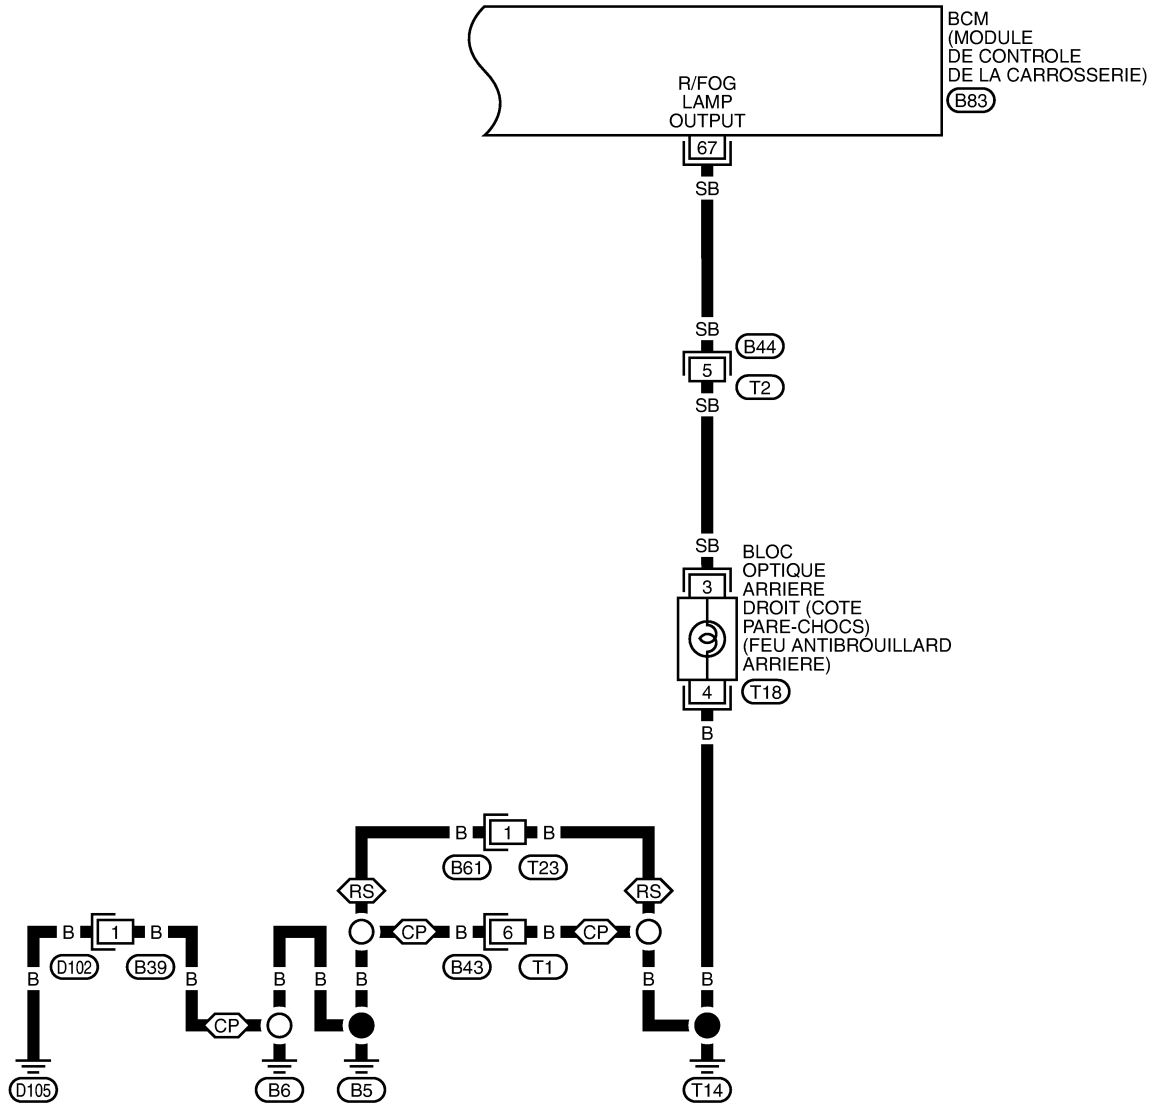 BCM
(MODULE
DE CONTROLE
DE LA CARROSSERIE)
B83
R/FOG
LAMP
OUTPUT
67
SB
SB
B44
5
T2
SB
SB
BLOC
OPTIQUE
ARRIERE
DROIT (COTE
PARE-CHOCS)
(FEU ANTIBROUILLARD
ARRIERE)
3
4
T18
B
B 1 B
B61 T23
RS RS
B 1 B CP B 6 B CP
D102 B39 B43 T1
B B B B B B B
CP
D105 B6 B5 T14